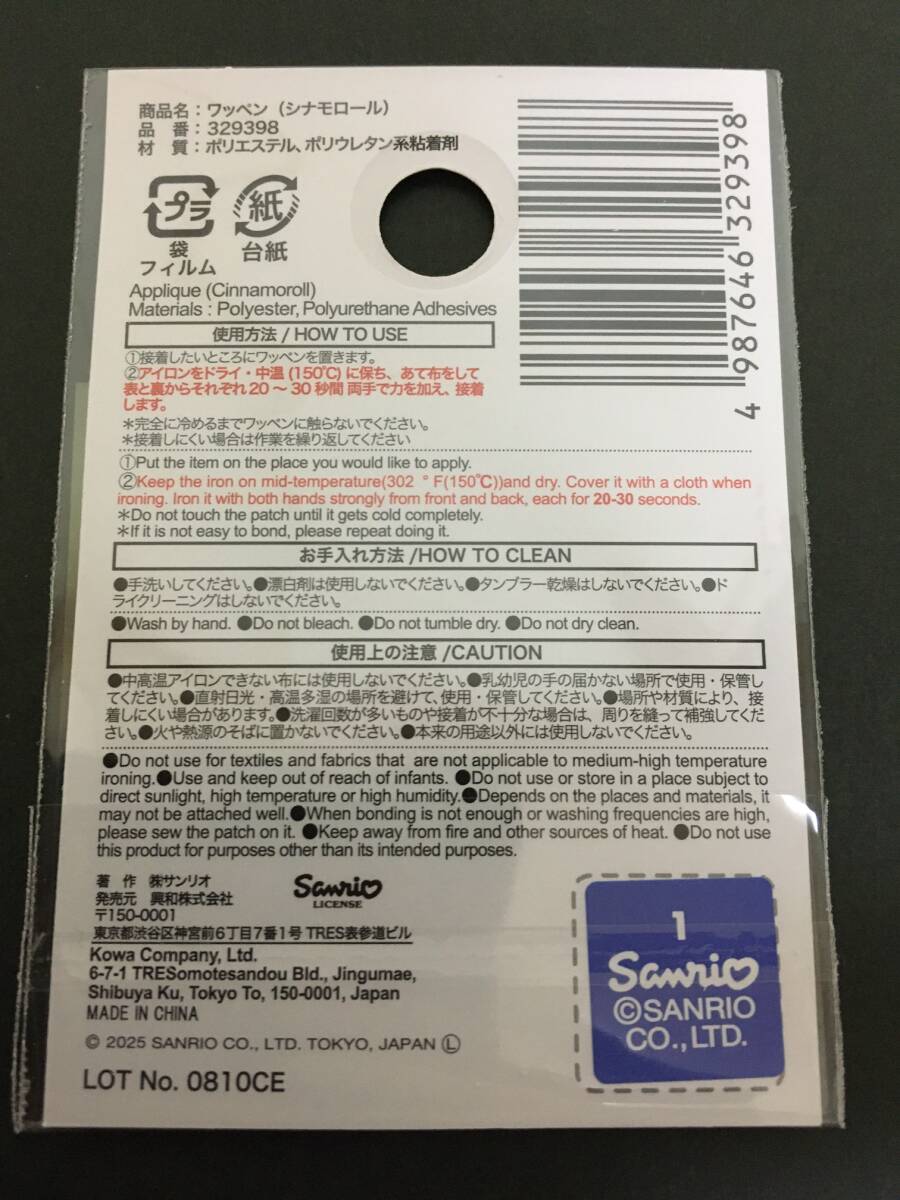 商品名：ワッペン（シナモロール）
品　番：329398
材　質：ポリエステル、ポリウレタン系粘着剤
プラ
紙
袋
フィルム
台紙
4 987646 329398
Applique (Cinnamoroll)
Materials : Polyester, Polyurethane Adhesives
使用方法 / HOW TO USE
①接着したいところにワッペンを置きます。
②アイロンをドライ・中温 (150℃) に保ち、あて布をして
表と裏からそれぞれ20～30秒間 両手で力を加え、接着
します。
＊完全に冷めるまでワッペンに触らないでください。
＊接着しにくい場合は作業を繰り返してください
①Put the item on the place you would like to apply.
②Keep the iron on mid-temperature(302 ° F(150℃))and dry. Cover it with a cloth when
ironing. Iron it with both hands strongly from front and back, each for 20-30 seconds.
＊Do not touch the patch until it gets cold completely.
＊If it is not easy to bond, please repeat doing it.
お手入れ方法 /HOW TO CLEAN
●手洗いしてください。●漂白剤は使用しないでください。●タンブラー乾燥はしないでください。●ド
ライクリーニングはしないでください。
●Wash by hand. ●Do not bleach. ●Do not tumble dry. ●Do not dry clean.
使用上の注意 /CAUTION
●中高温アイロンできない布には使用しないでください。●乳幼児の手の届かない場所で使用・保管し
てください。●直射日光・高温多湿の場所を避けて、使用・保管してください。●場所や材質により、接
着しにくい場合があります。●洗濯回数が多いものや接着が不十分な場合は、周りを縫って補強してくだ
さい。●火や熱源のそばに置かないでください。●本来の用途以外には使用しないでください。
●Do not use for textiles and fabrics that are not applicable to medium-high temperature
ironing.●Use and keep out of reach of infants. ●Do not use or store in a place subject to
direct sunlight, high temperature or high humidity.●Depends on the places and materials, it
may not be attached well.●When bonding is not enough or washing frequencies are high,
please sew the patch on it. ●Keep away from fire and other sources of heat. ●Do not use
this product for purposes other than its intended purposes.
著　作　㈱サンリオ
発売元　興和株式会社
〒150-0001
東京都渋谷区神宮前6丁目7番1号 TRES表参道ビル
Sanrio
LICENSE
Kowa Company, Ltd.
6-7-1 TRESomotesandou Bld., Jingumae,
Shibuya Ku, Tokyo To, 150-0001, Japan
MADE IN CHINA
© 2025 SANRIO CO., LTD. TOKYO, JAPAN Ⓛ
LOT No. 0810CE
1
Sanrio
©SANRIO
CO.,LTD.